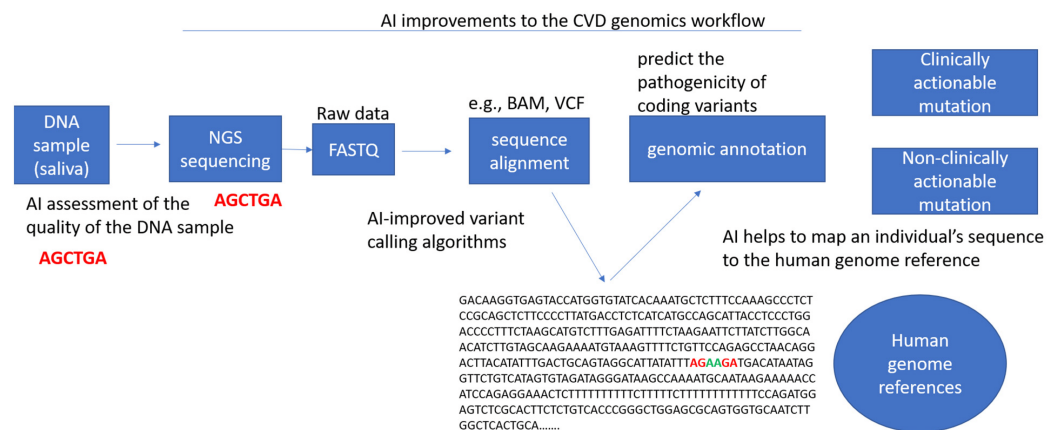 AI improvements to the CVD genomics workflow
DNA
sample
(saliva)
AI assessment of the
quality of the DNA sample
AGCTGA
NGS
sequencing
AGCTGA
Raw data
FASTQ
e.g., BAM, VCF
sequence
alignment
AI-improved variant
calling algorithms
predict the
pathogenicity of
coding variants
genomic annotation
Clinically
actionable
mutation
Non-clinically
actionable
mutation
AI helps to map an individual's sequence
to the human genome reference
GACAAGGTGAGTACCATGGTGTATCACAAATGCTCTTTCCAAAGCCCTCT
CCGCAGCTCTTCCCCTTATGACCTCTCATCATGCCAGCATTACCTCCCTGG
ACCCCTTTCTAAGCATGTCTTTGAGATTTTCTAAGAATTCTTATCTTGGCA
ACATCTTGTAGCAAGAAAATGTAAAGTTTTCTGTTCCAGAGCCTAACAGG
ACTTACATATTTGACTGCAGTAGGCATTATATTTAGAAGATGACATAATAG
GTTCTGTCATAGTGTAGATAGGGATAAGCCAAAATGCAATAAGAAAAACC
ATCCAGAGGAAACTCTTTTTTTTTTTCTTTTTCTTTTTTTTTTTTCCAGATGG
AGTCTCGCACTTCTCTGTCACCCGGGCTGGAGCGCAGTGGTGCAATCTT
GGCTCACTGCA.......
Human
genome
references